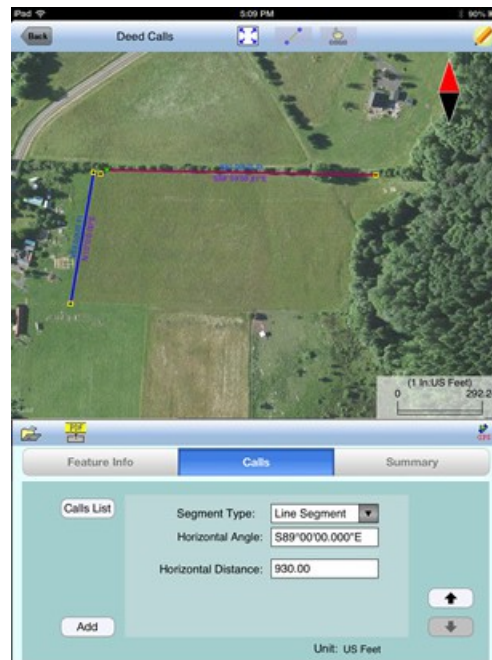 iPad 5:09 PM 90%
Back Deed Calls
(1 In:US Feet)
0 292.2
PDF
GPS
Feature Info Calls Summary
Calls List
Segment Type: Line Segment
Horizontal Angle: S89°00'00.000"E
Horizontal Distance: 930.00
Add
Unit: US Feet